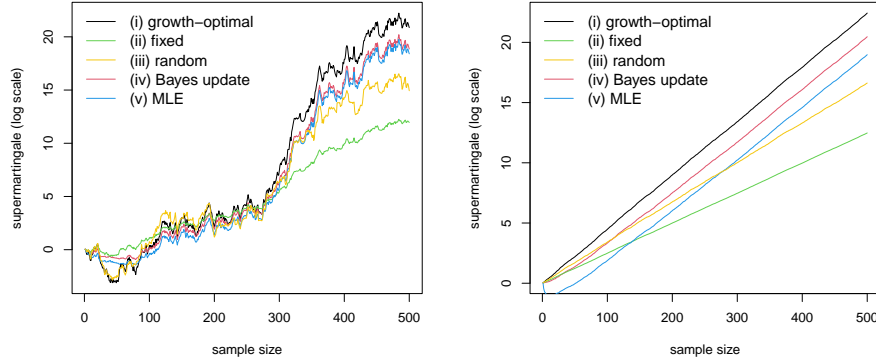 (i) growth−optimal
(ii) fixed
(iii) random
(iv) Bayes update
(v) MLE
supermartingale (log scale)
0
5
10
15
20
0 100 200 300 400 500
sample size
(i) growth−optimal
(ii) fixed
(iii) random
(iv) Bayes update
(v) MLE
supermartingale (log scale)
0
5
10
15
20
0 100 200 300 400 500
sample size